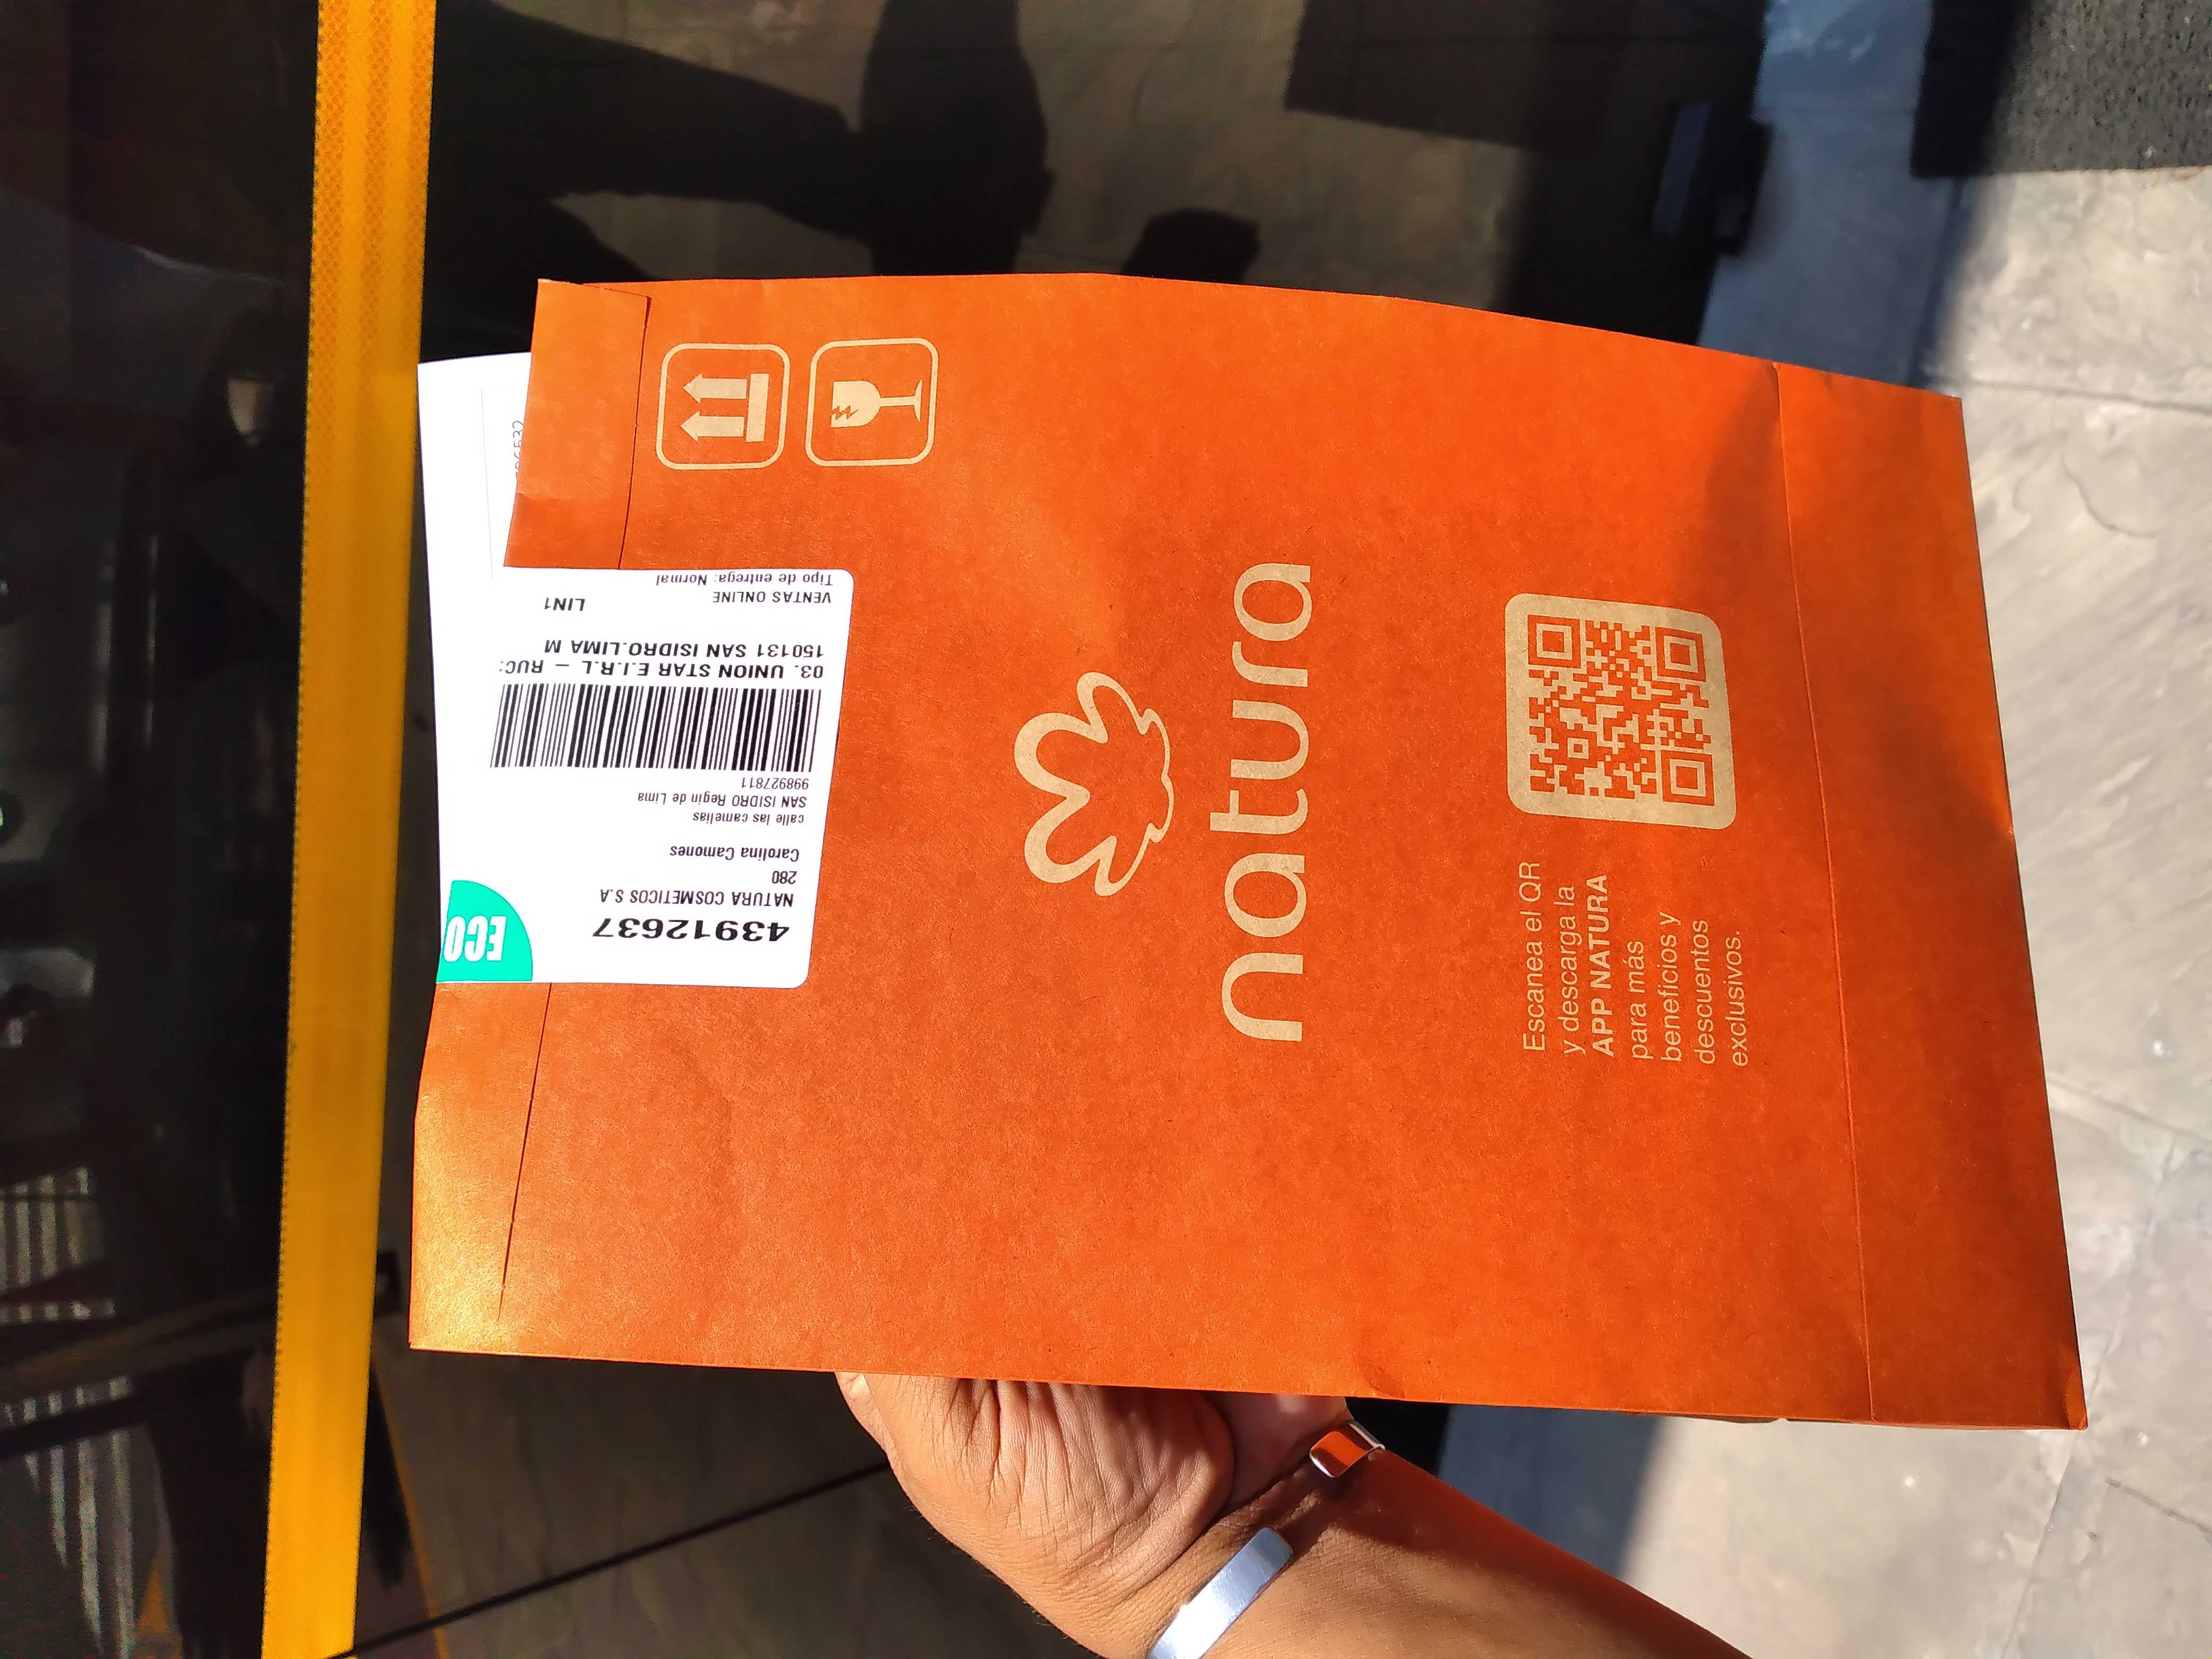 43912637
ECO
NATURA COSMETICOS S.A
280
Carolina Camones
calle las camelias
SAN ISIDRO Regin de Lima
998927811
03. UNION STAR E.I.R.L – RUC:
150131 SAN ISIDRO.LIMA M
LIN1
VENTAS ONLINE
Tipo de entrega: Normal
natura
Escanea el QR
y descarga la
APP NATURA
para más
beneficios y
descuentos
exclusivos.